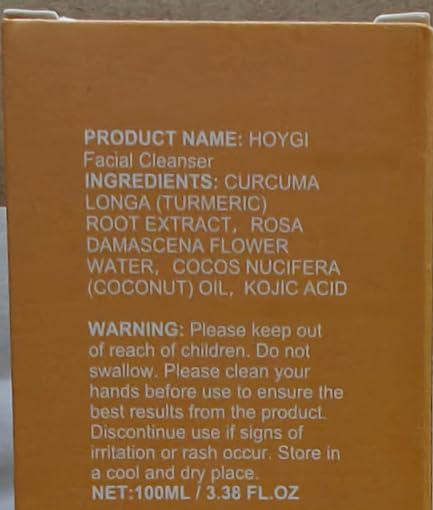 PRODUCT NAME: HOYGI
Facial Cleanser
INGREDIENTS: CURCUMA
LONGA (TURMERIC)
ROOT EXTRACT, ROSA
DAMASCENA FLOWER
WATER, COCOS NUCIFERA
(COCONUT) OIL, KOJIC ACID
WARNING: Please keep out
of reach of children. Do not
swallow. Please clean your
hands before use to ensure the
best results from the product.
Discontinue use if signs of
irritation or rash occur. Store in
a cool and dry place.
NET:100ML / 3.38 FL.OZ